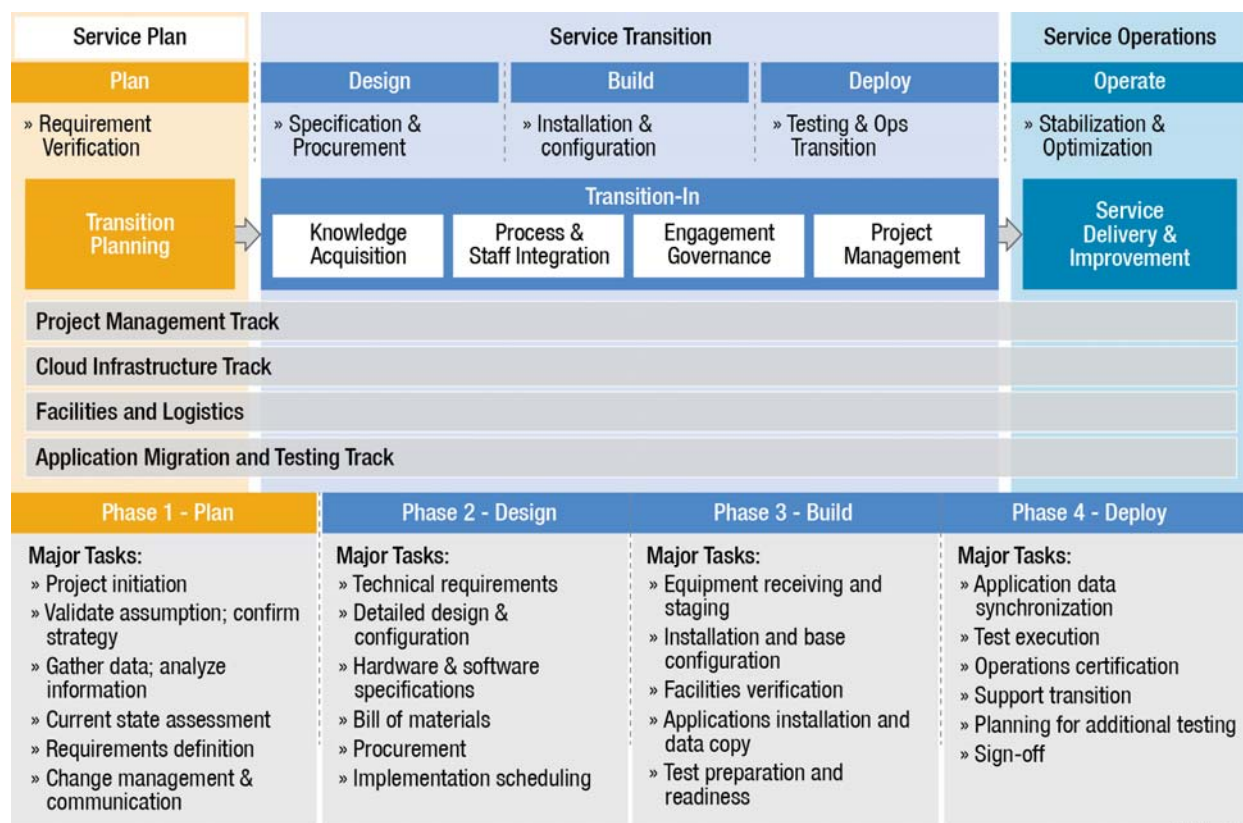 Service Plan
Service Transition
Service Operations
Plan
Design
Build
Deploy
Operate
» Requirement
Verification
» Specification &
Procurement
» Installation &
configuration
» Testing & Ops
Transition
» Stabilization &
Optimization
Transition
Planning
Transition-In
Knowledge
Acquisition
Process &
Staff Integration
Engagement
Governance
Project
Management
Service
Delivery &
Improvement
Project Management Track
Cloud Infrastructure Track
Facilities and Logistics
Application Migration and Testing Track
Phase 1 - Plan
Major Tasks:
» Project initiation
» Validate assumption; confirm
strategy
» Gather data; analyze
information
» Current state assessment
» Requirements definition
» Change management &
communication
Phase 2 - Design
Major Tasks:
» Technical requirements
» Detailed design &
configuration
» Hardware & software
specifications
» Bill of materials
» Procurement
» Implementation scheduling
Phase 3 - Build
Major Tasks:
» Equipment receiving and
staging
» Installation and base
configuration
» Facilities verification
» Applications installation and
data copy
» Test preparation and
readiness
Phase 4 - Deploy
Major Tasks:
» Application data
synchronization
» Test execution
» Operations certification
» Support transition
» Planning for additional testing
» Sign-off